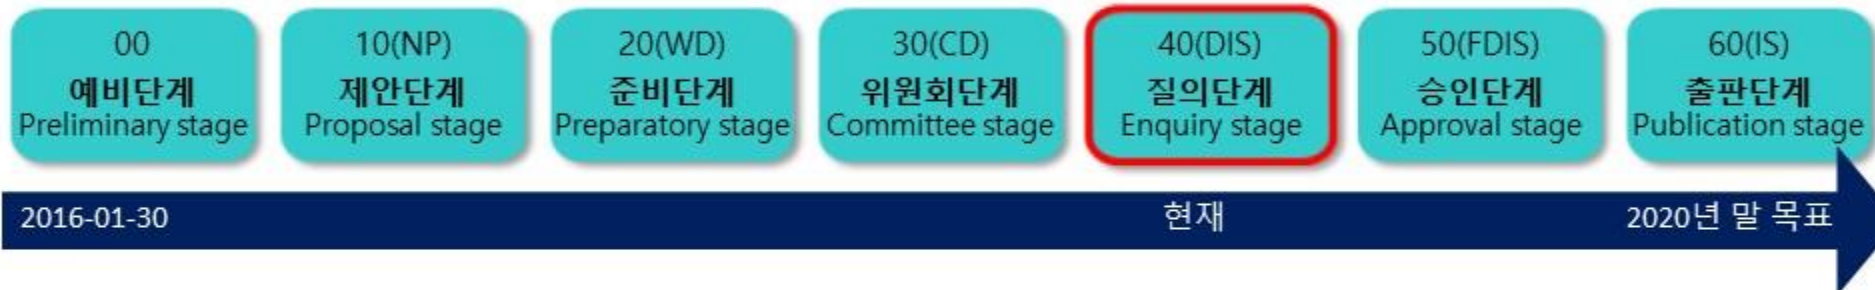 00
예비단계
Preliminary stage
10(NP)
제안단계
Proposal stage
20(WD)
준비단계
Preparatory stage
30(CD)
위원회단계
Committee stage
40(DIS)
질의단계
Enquiry stage
50(FDIS)
승인단계
Approval stage
60(IS)
출판단계
Publication stage
2016-01-30
현재
2020년 말 목표